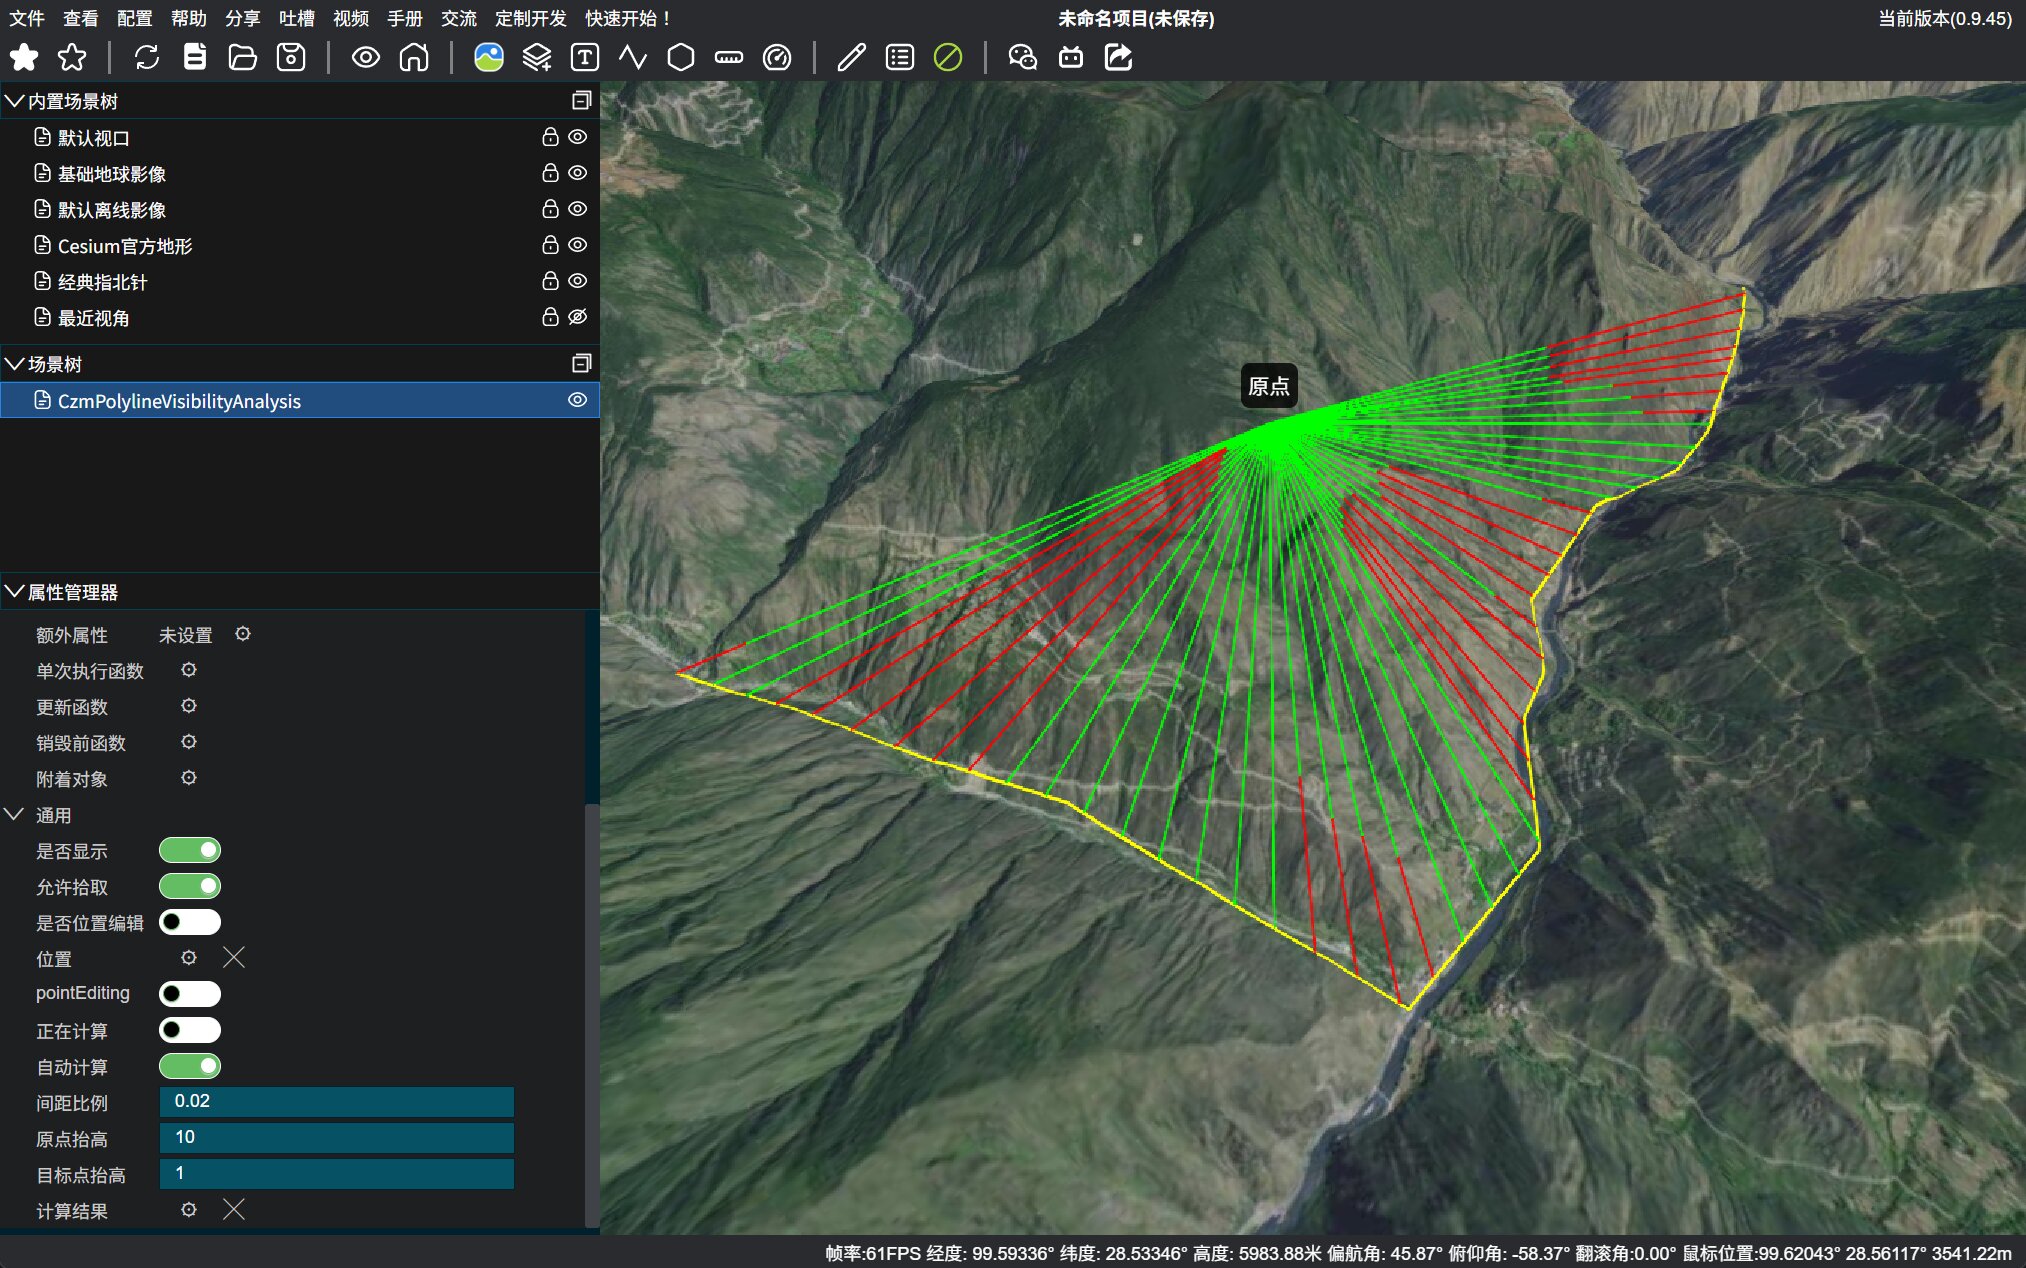 文件 查看 配置 帮助 分享 吐槽 视频 手册 交流 定制开发 快速开始！ 未命名项目(未保存) 当前版本(0.9.45)
内置场景树
默认视口
基础地球影像
默认离线影像
Cesium官方地形
经典指北针
最近视角
场景树
CzmPolylineVisibilityAnalysis
属性管理器
额外属性 未设置
单次执行函数
更新函数
销毁前函数
附着对象
通用
是否显示
允许拾取
是否位置编辑
位置
pointEditing
正在计算
自动计算
间距比例 0.02
原点抬高 10
目标点抬高 1
计算结果
原点
帧率:61FPS 经度: 99.59336° 纬度: 28.53346° 高度: 5983.88米 偏航角: 45.87° 俯仰角: -58.37° 翻滚角:0.00° 鼠标位置:99.62043° 28.56117° 3541.22m